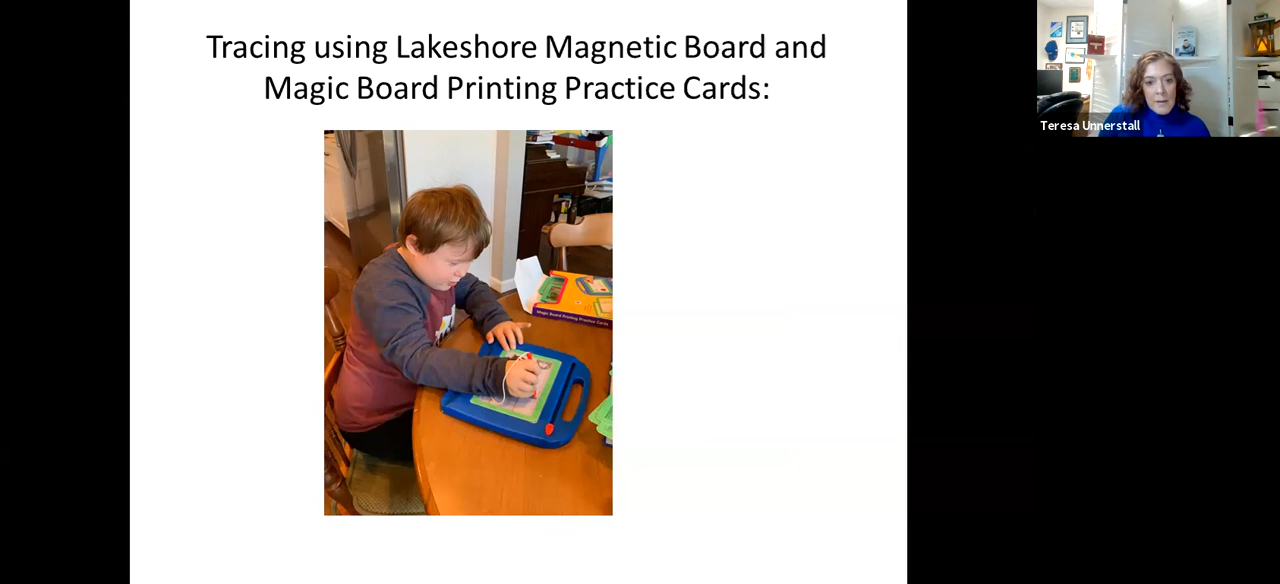 Tracing using Lakeshore Magnetic Board and
Magic Board Printing Practice Cards:
Teresa Unnerstall
Magic Board Printing Practice Cards